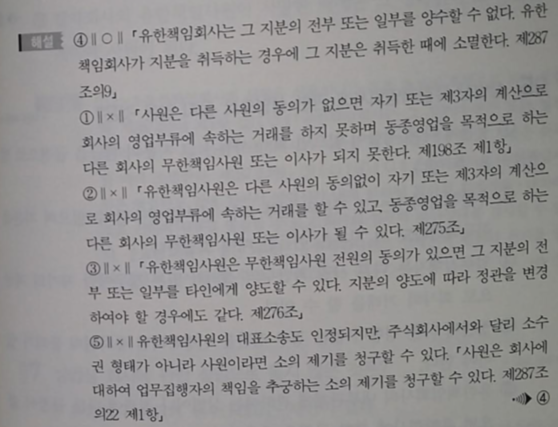 해설 ④∥○∥「유한책임회사는 그 지분의 전부 또는 일부를 양수할 수 없다. 유한
책임회사가 지분을 취득하는 경우에 그 지분은 취득한 때에 소멸한다. 제287
조의9」
①∥×∥「사원은 다른 사원의 동의가 없으면 자기 또는 제3자의 계산으로
회사의 영업부류에 속하는 거래를 하지 못하며 동종영업을 목적으로 하는
다른 회사의 무한책임사원 또는 이사가 되지 못한다. 제198조 제1항」
②∥×∥「유한책임사원은 다른 사원의 동의없이 자기 또는 제3자의 계산으
로 회사의 영업부류에 속하는 거래를 할 수 있고, 동종영업을 목적으로 하는
다른 회사의 무한책임사원 또는 이사가 될 수 있다. 제275조」
③∥×∥「유한책임사원은 무한책임사원 전원의 동의가 있으면 그 지분의 전
부 또는 일부를 타인에게 양도할 수 있다. 지분의 양도에 따라 정관을 변경
하여야 할 경우에도 같다. 제276조」
⑤∥×∥유한책임사원의 대표소송도 인정되지만, 주식회사에서와 달리 소수
권 형태가 아니라 사원이라면 소의 제기를 청구할 수 있다.「사원은 회사에
대하여 업무집행자의 책임을 추궁하는 소의 제기를 청구할 수 있다. 제287조
의22 제1항」
④